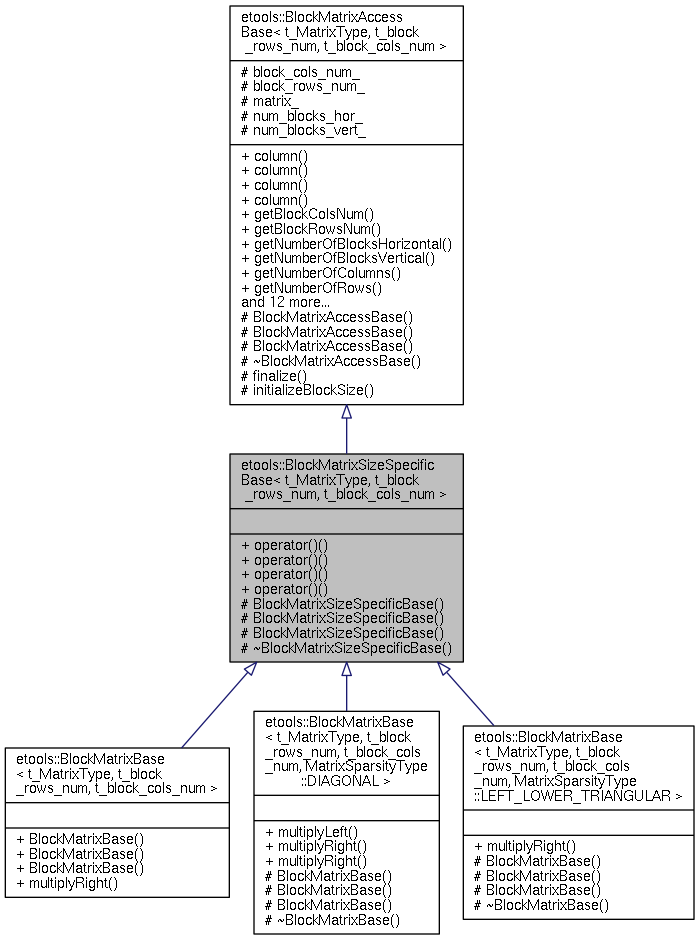 etools::BlockMatrixAccess
Base< t_MatrixType, t_block
_rows_num, t_block_cols_num >
# block_cols_num_
# block_rows_num_
# matrix_
# num_blocks_hor_
# num_blocks_vert_
+ column()
+ column()
+ column()
+ column()
+ getBlockColsNum()
+ getBlockRowsNum()
+ getNumberOfBlocksHorizontal()
+ getNumberOfBlocksVertical()
+ getNumberOfColumns()
+ getNumberOfRows()
and 12 more...
# BlockMatrixAccessBase()
# BlockMatrixAccessBase()
# BlockMatrixAccessBase()
# ~BlockMatrixAccessBase()
# finalize()
# initializeBlockSize()
etools::BlockMatrixSizeSpecific
Base< t_MatrixType, t_block
_rows_num, t_block_cols_num >
+ operator()()
+ operator()()
+ operator()()
+ operator()()
# BlockMatrixSizeSpecificBase()
# BlockMatrixSizeSpecificBase()
# BlockMatrixSizeSpecificBase()
# ~BlockMatrixSizeSpecificBase()
etools::BlockMatrixBase
< t_MatrixType, t_block
_rows_num, t_block_cols_num >
+ BlockMatrixBase()
+ BlockMatrixBase()
+ BlockMatrixBase()
+ multiplyRight()
etools::BlockMatrixBase
< t_MatrixType, t_block
_rows_num, t_block_cols
_num, MatrixSparsityType
::DIAGONAL >
+ multiplyLeft()
+ multiplyRight()
+ multiplyRight()
# BlockMatrixBase()
# BlockMatrixBase()
# BlockMatrixBase()
# ~BlockMatrixBase()
etools::BlockMatrixBase
< t_MatrixType, t_block
_rows_num, t_block_cols
_num, MatrixSparsityType
::LEFT_LOWER_TRIANGULAR >
+ multiplyRight()
# BlockMatrixBase()
# BlockMatrixBase()
# BlockMatrixBase()
# ~BlockMatrixBase()